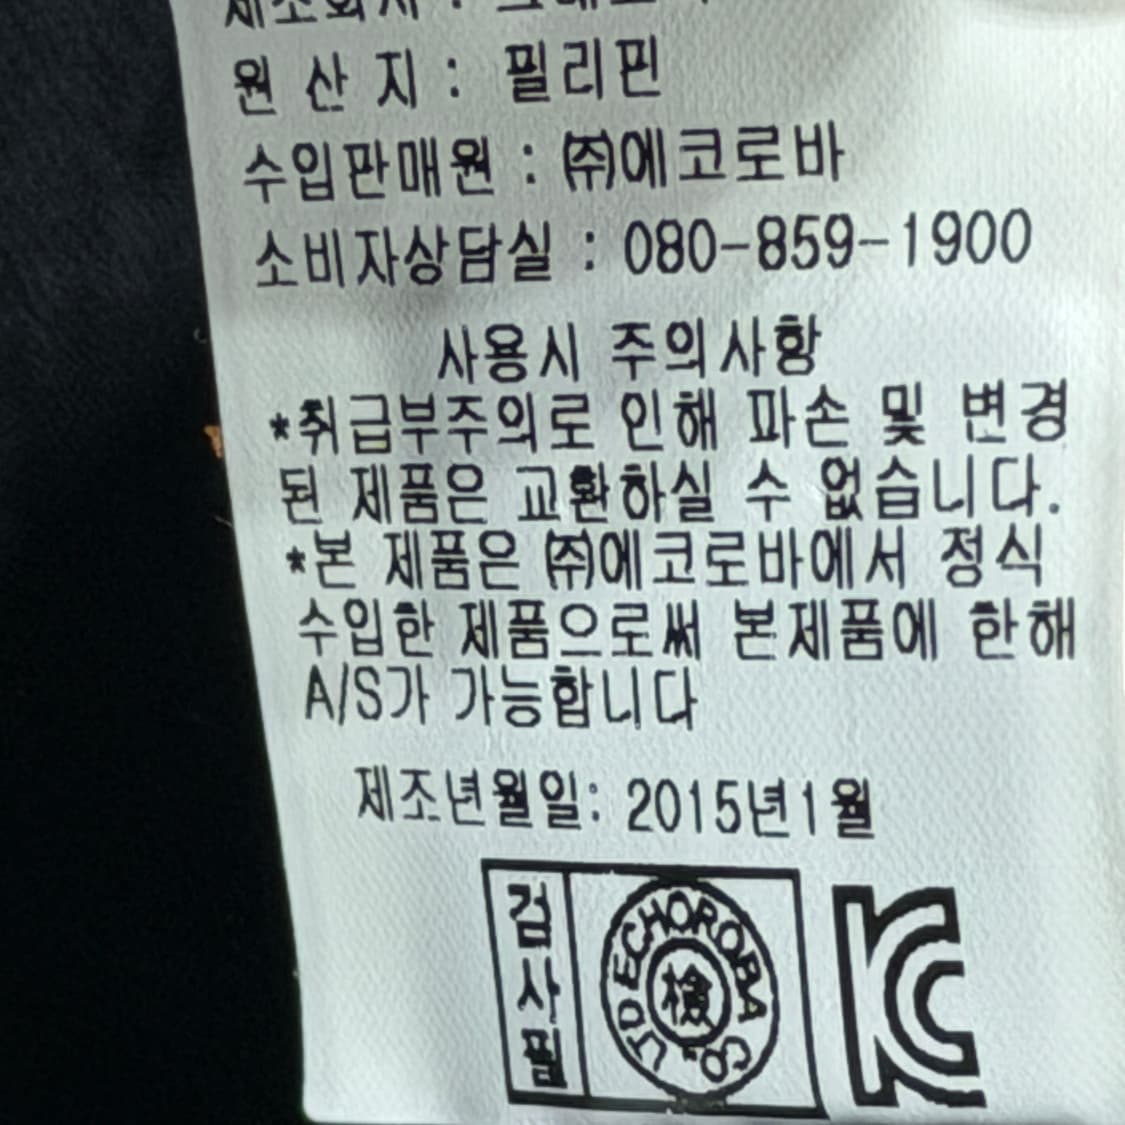 원 산 지 : 필리핀
수입판매원 : ㈜에코로바
소비자상담실 : 080-859-1900
사용시 주의사항
*취급부주의로 인해 파손 및 변경
된 제품은 교환하실 수 없습니다.
*본 제품은 ㈜에코로바에서 정식
수입한 제품으로써 본제품에 한해
A/S가 가능합니다
제조년월일: 2015년1월
검사필
ECHOROBA CO., LTD
檢
KC